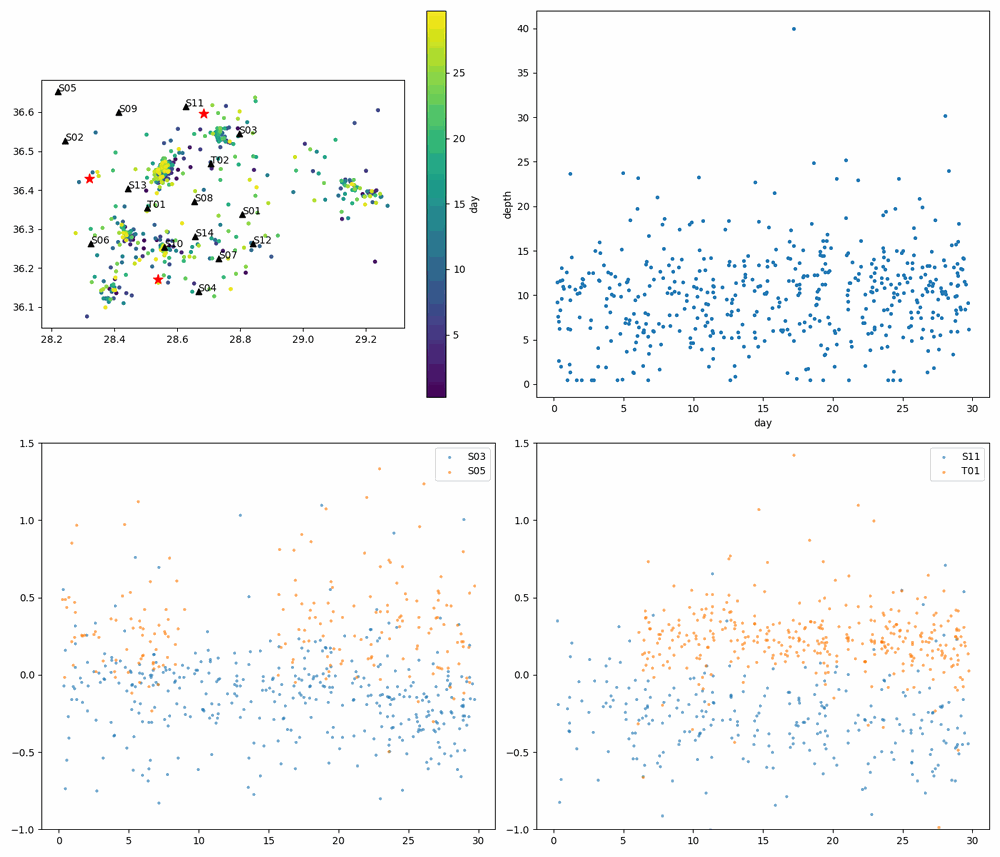 36.6
36.5
36.4
36.3
36.2
36.1
28.2 28.4 28.6 28.8 29.0 29.2
S05
S09
S11
S02
S03
T02
S13
T01
S08
S01
S06
S10
S14
S12
S07
S04
25
20
15
10
5
day
40
35
30
25
20
15
10
5
0
depth
0 5 10 15 20 25 30
day
1.5
1.0
0.5
0.0
−0.5
−1.0
0 5 10 15 20 25 30
S03
S05
1.5
1.0
0.5
0.0
−0.5
−1.0
0 5 10 15 20 25 30
S11
T01